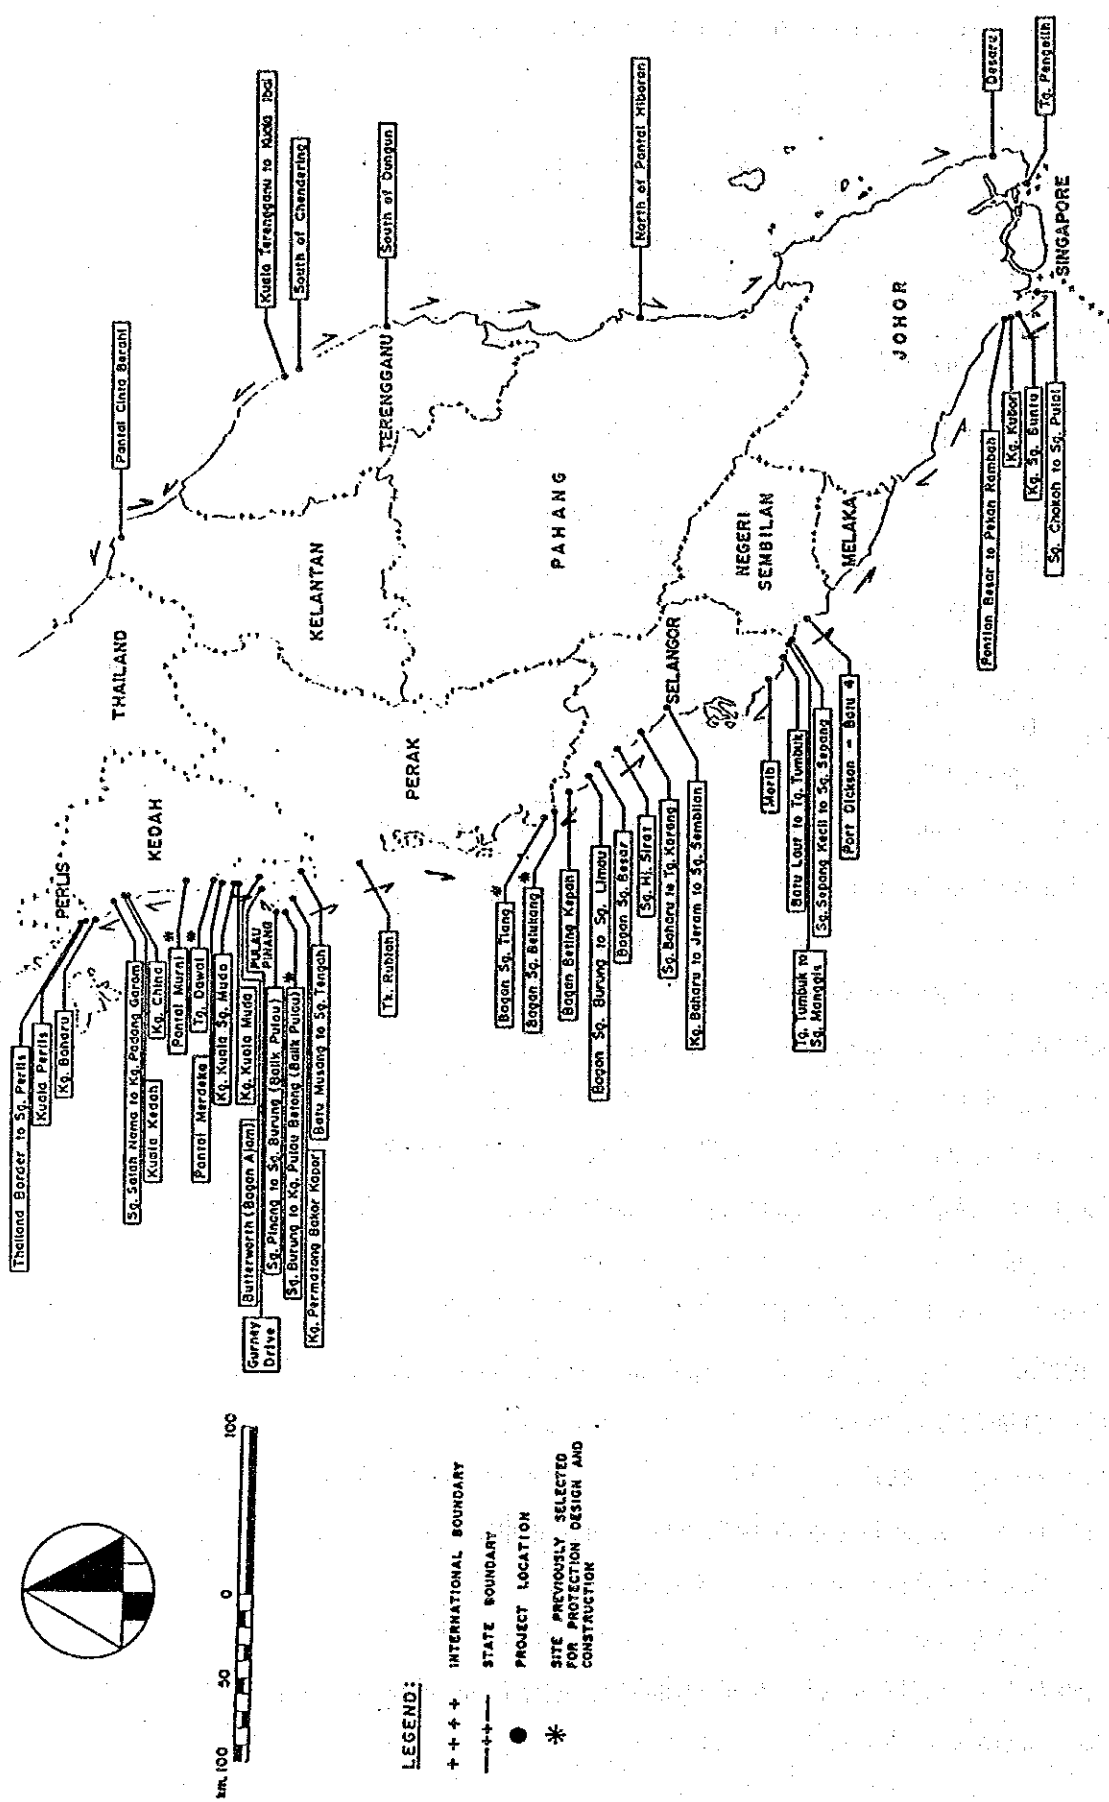 Thailand Border to Sg. Perlis
Kuala Perlis
Kg. Baharu
Sg. Salah Nama to Kg. Padang Garam
Kuala Kedah
Kg. China
Pantai Murni
*
Tg. Dawai
*
Pantai Merdeka
Kg. Kuala Sg. Muda
Kg. Kuala Muda
Butterworth (Bagan Ajam)
Gurney
Drive
Sg. Pinang to Sg. Burung (Balik Pulau)
Sg. Burung to Kg. Pulau Betong (Balik Pulau)
*
Kg. Permatang Bakar Kapor
Batu Musang to Sg. Tengah
Tk. Rubiah
Bagan Sg. Tiang
*
Bagan Sg. Belukang
*
Bagan Beting Kepah
Bagan Sg. Burung to Sg. Limau
Bagan Sg. Besar
Sg. Hj. Sirat
Sg. Baharu to Tg. Karang
Kg. Baharu to Jeram to Sg. Sembilan
Morib
Batu Laut to Tg. Tumbuk
Tg. Tumbuk to
Sg. Manggis
Sg. Sepang Kecil to Sg. Sepang
Port Dickson - Batu 4
Pontian Besar to Pekan Rambah
Kg. Kubor
Kg. Sg. Buntu
Sg. Chokoh to Sg. Pulai
PERLIS
KEDAH
PULAU
PINANG
THAILAND
PERAK
KELANTAN
TERENGGANU
PAHANG
SELANGOR
NEGERI
SEMBILAN
MELAKA
JOHOR
SINGAPORE
Pantai Cinta Berahi
Kuala Terengganu to Kuala Ibai
South of Chendering
South of Dungun
North of Pantai Hiboran
Desaru
Tg. Pengelih
km. 100
50
0
100
LEGEND:
++++ INTERNATIONAL BOUNDARY
—++— STATE BOUNDARY
● PROJECT LOCATION
* SITE PREVIOUSLY SELECTED
FOR PROTECTION DESIGN AND
CONSTRUCTION